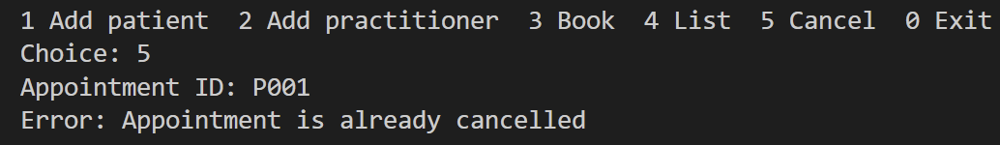 1 Add patient  2 Add practitioner  3 Book  4 List  5 Cancel  0 Exit
Choice: 5
Appointment ID: P001
Error: Appointment is already cancelled